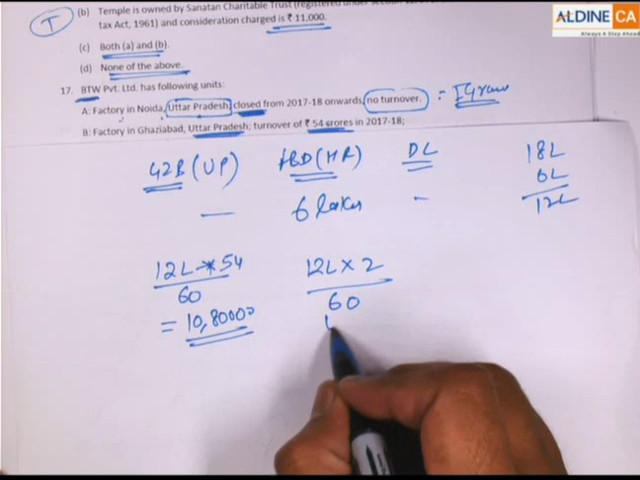 (b) Temple is owned by Sanatan Charitable Trust (registered
tax Act, 1961) and consideration charged is ₹ 11,000.
(c) Both (a) and (b).
(d) None of the above.
17. BTW Pvt. Ltd. has following units:
A: Factory in Noida, Uttar Pradesh; closed from 2017-18 onwards, no turnover.
B: Factory in Ghaziabad, Uttar Pradesh; turnover of ₹ 54 crores in 2017-18;
ALDINE CA
Always A Step Ahead
(UP) (HR) DL 18L
— 6 lakhs - 6L
12L
12L × 54 12L × 2
60 60
= 10,80000